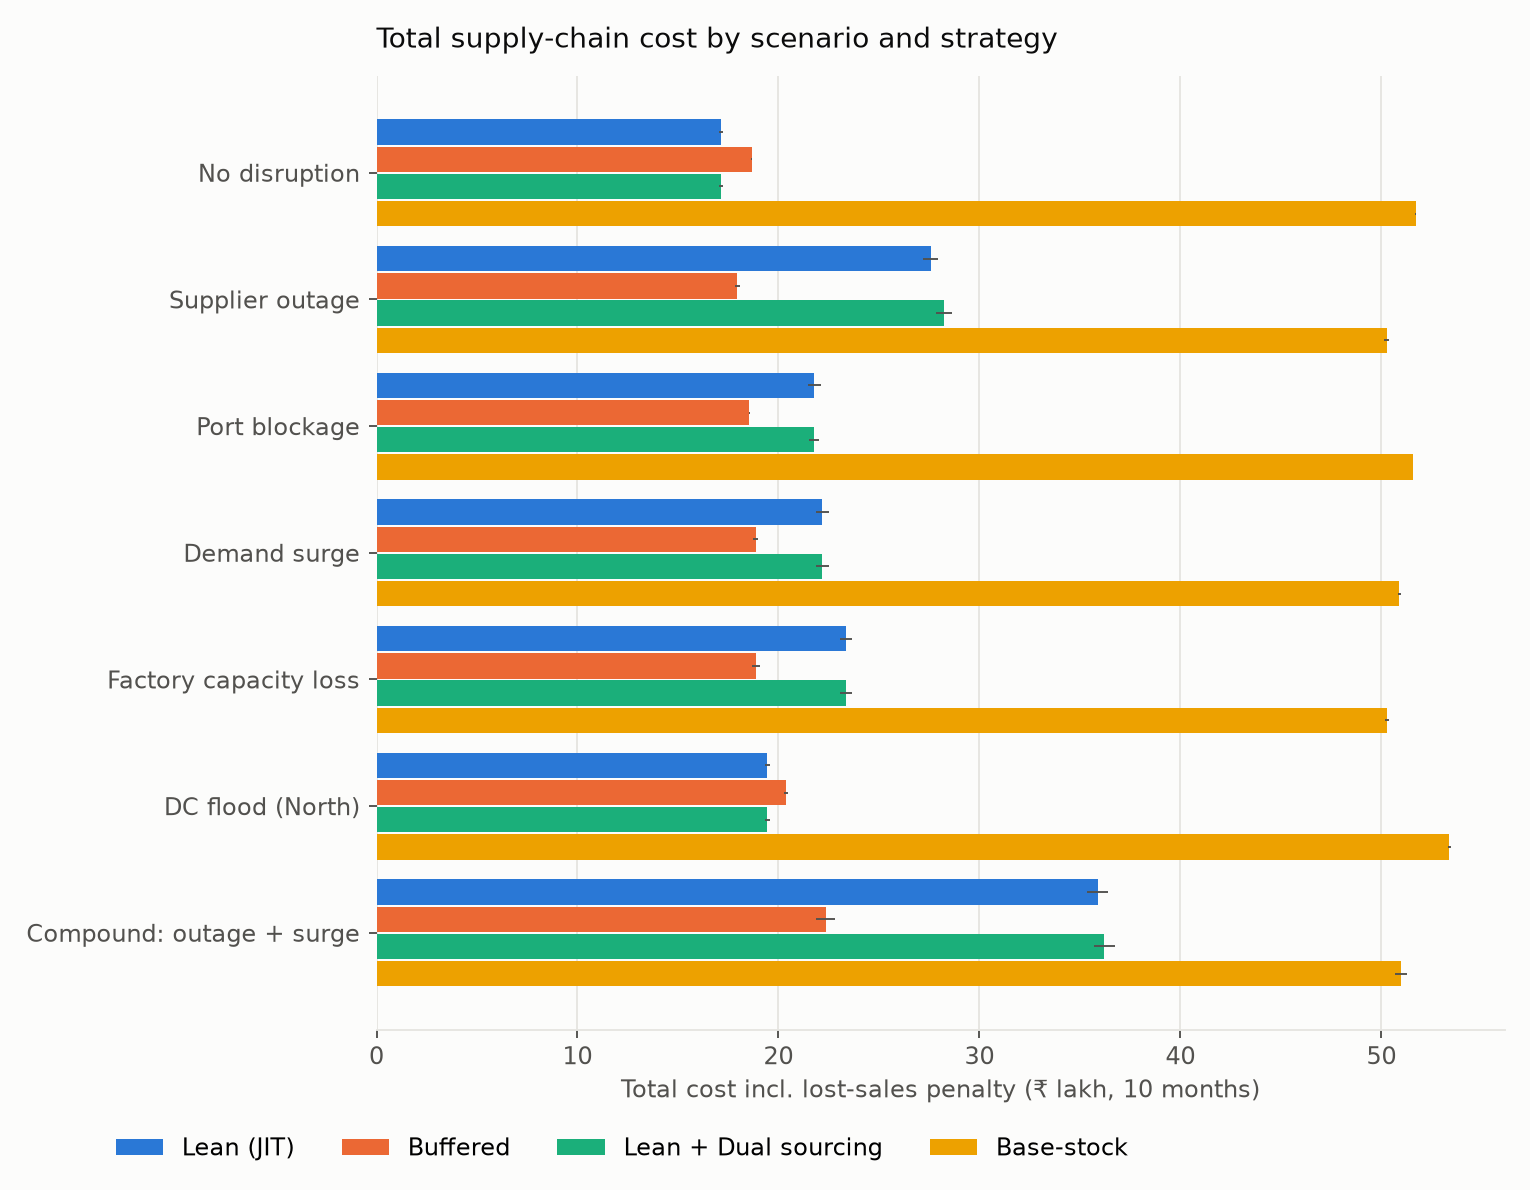 Total supply-chain cost by scenario and strategy
No disruption
Supplier outage
Port blockage
Demand surge
Factory capacity loss
DC flood (North)
Compound: outage + surge
0 10 20 30 40 50
Total cost incl. lost-sales penalty (₹ lakh, 10 months)
Lean (JIT) Buffered Lean + Dual sourcing Base-stock